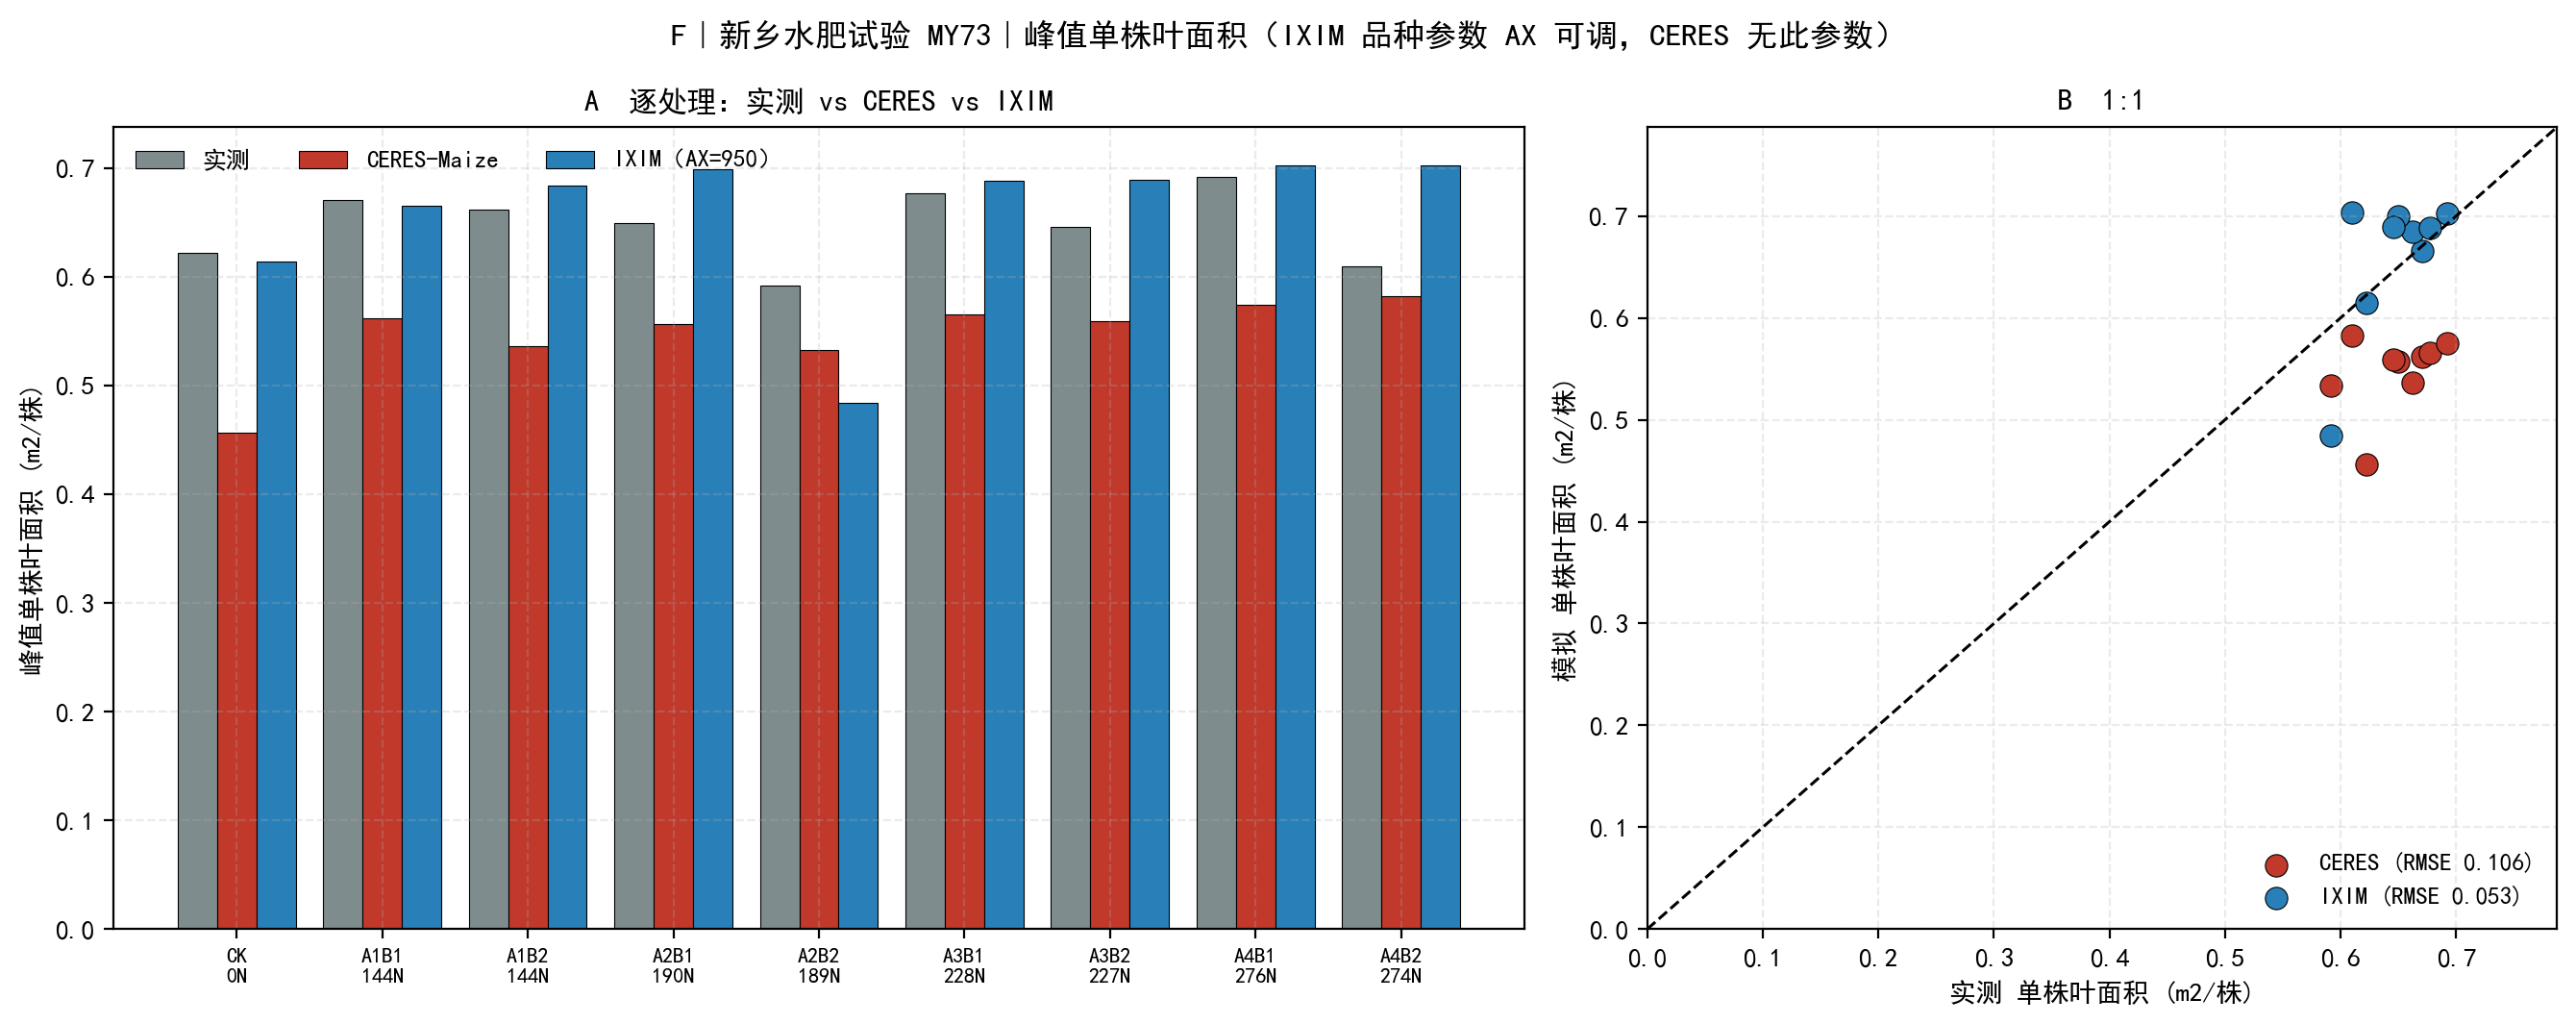 F｜新乡水肥试验 MY73｜峰值单株叶面积（IXIM 品种参数 AX 可调，CERES 无此参数）
A 逐处理：实测 vs CERES vs IXIM
实测
CERES-Maize
IXIM（AX=950）
峰值单株叶面积 (m2/株)
0.7
0.6
0.5
0.4
0.3
0.2
0.1
0.0
CK
0N
A1B1
144N
A1B2
144N
A2B1
190N
A2B2
189N
A3B1
228N
A3B2
227N
A4B1
276N
A4B2
274N
B 1:1
模拟 单株叶面积 (m2/株)
0.7
0.6
0.5
0.4
0.3
0.2
0.1
0.0
CERES (RMSE 0.106)
IXIM (RMSE 0.053)
0.0
0.1
0.2
0.3
0.4
0.5
0.6
0.7
实测 单株叶面积 (m2/株)